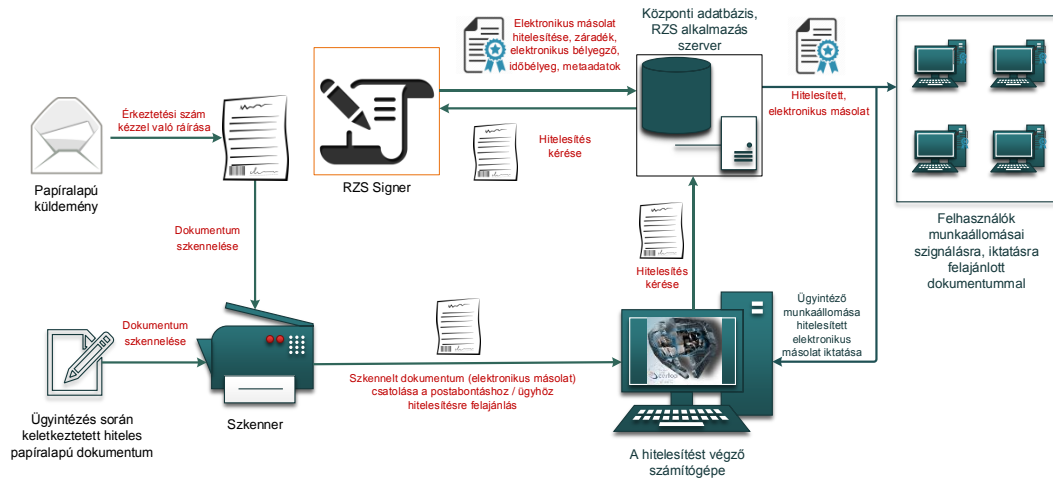 Elektronikus másolat
hitelesítése, záradék,
elektronikus bélyegző,
időbélyeg, metaadatok
Központi adatbázis,
RZS alkalmazás
szerver
Érkeztetési szám
kézzel való ráírása
Hitelesített,
elektronikus másolat
Hitelesítés
kérése
Papíralapú
küldemény
RZS Signer
Dokumentum
szkennelése
Hitelesítés
kérése
Felhasználók
munkaállomásai
szignálásra, iktatásra
felajánlott
dokumentummal
Dokumentum
szkennelése
Ügyintéző
munkaállomása
hitelesített
elektronikus
másolat iktatása
Szkennelt dokumentum (elektronikus másolat)
csatolása a postabontáshoz / ügyhöz
hitelesítésre felajánlás
Ügyintézés során
keletkeztetett hiteles
papíralapú dokumentum
Szkenner
A hitelesítést végző
számítógépe